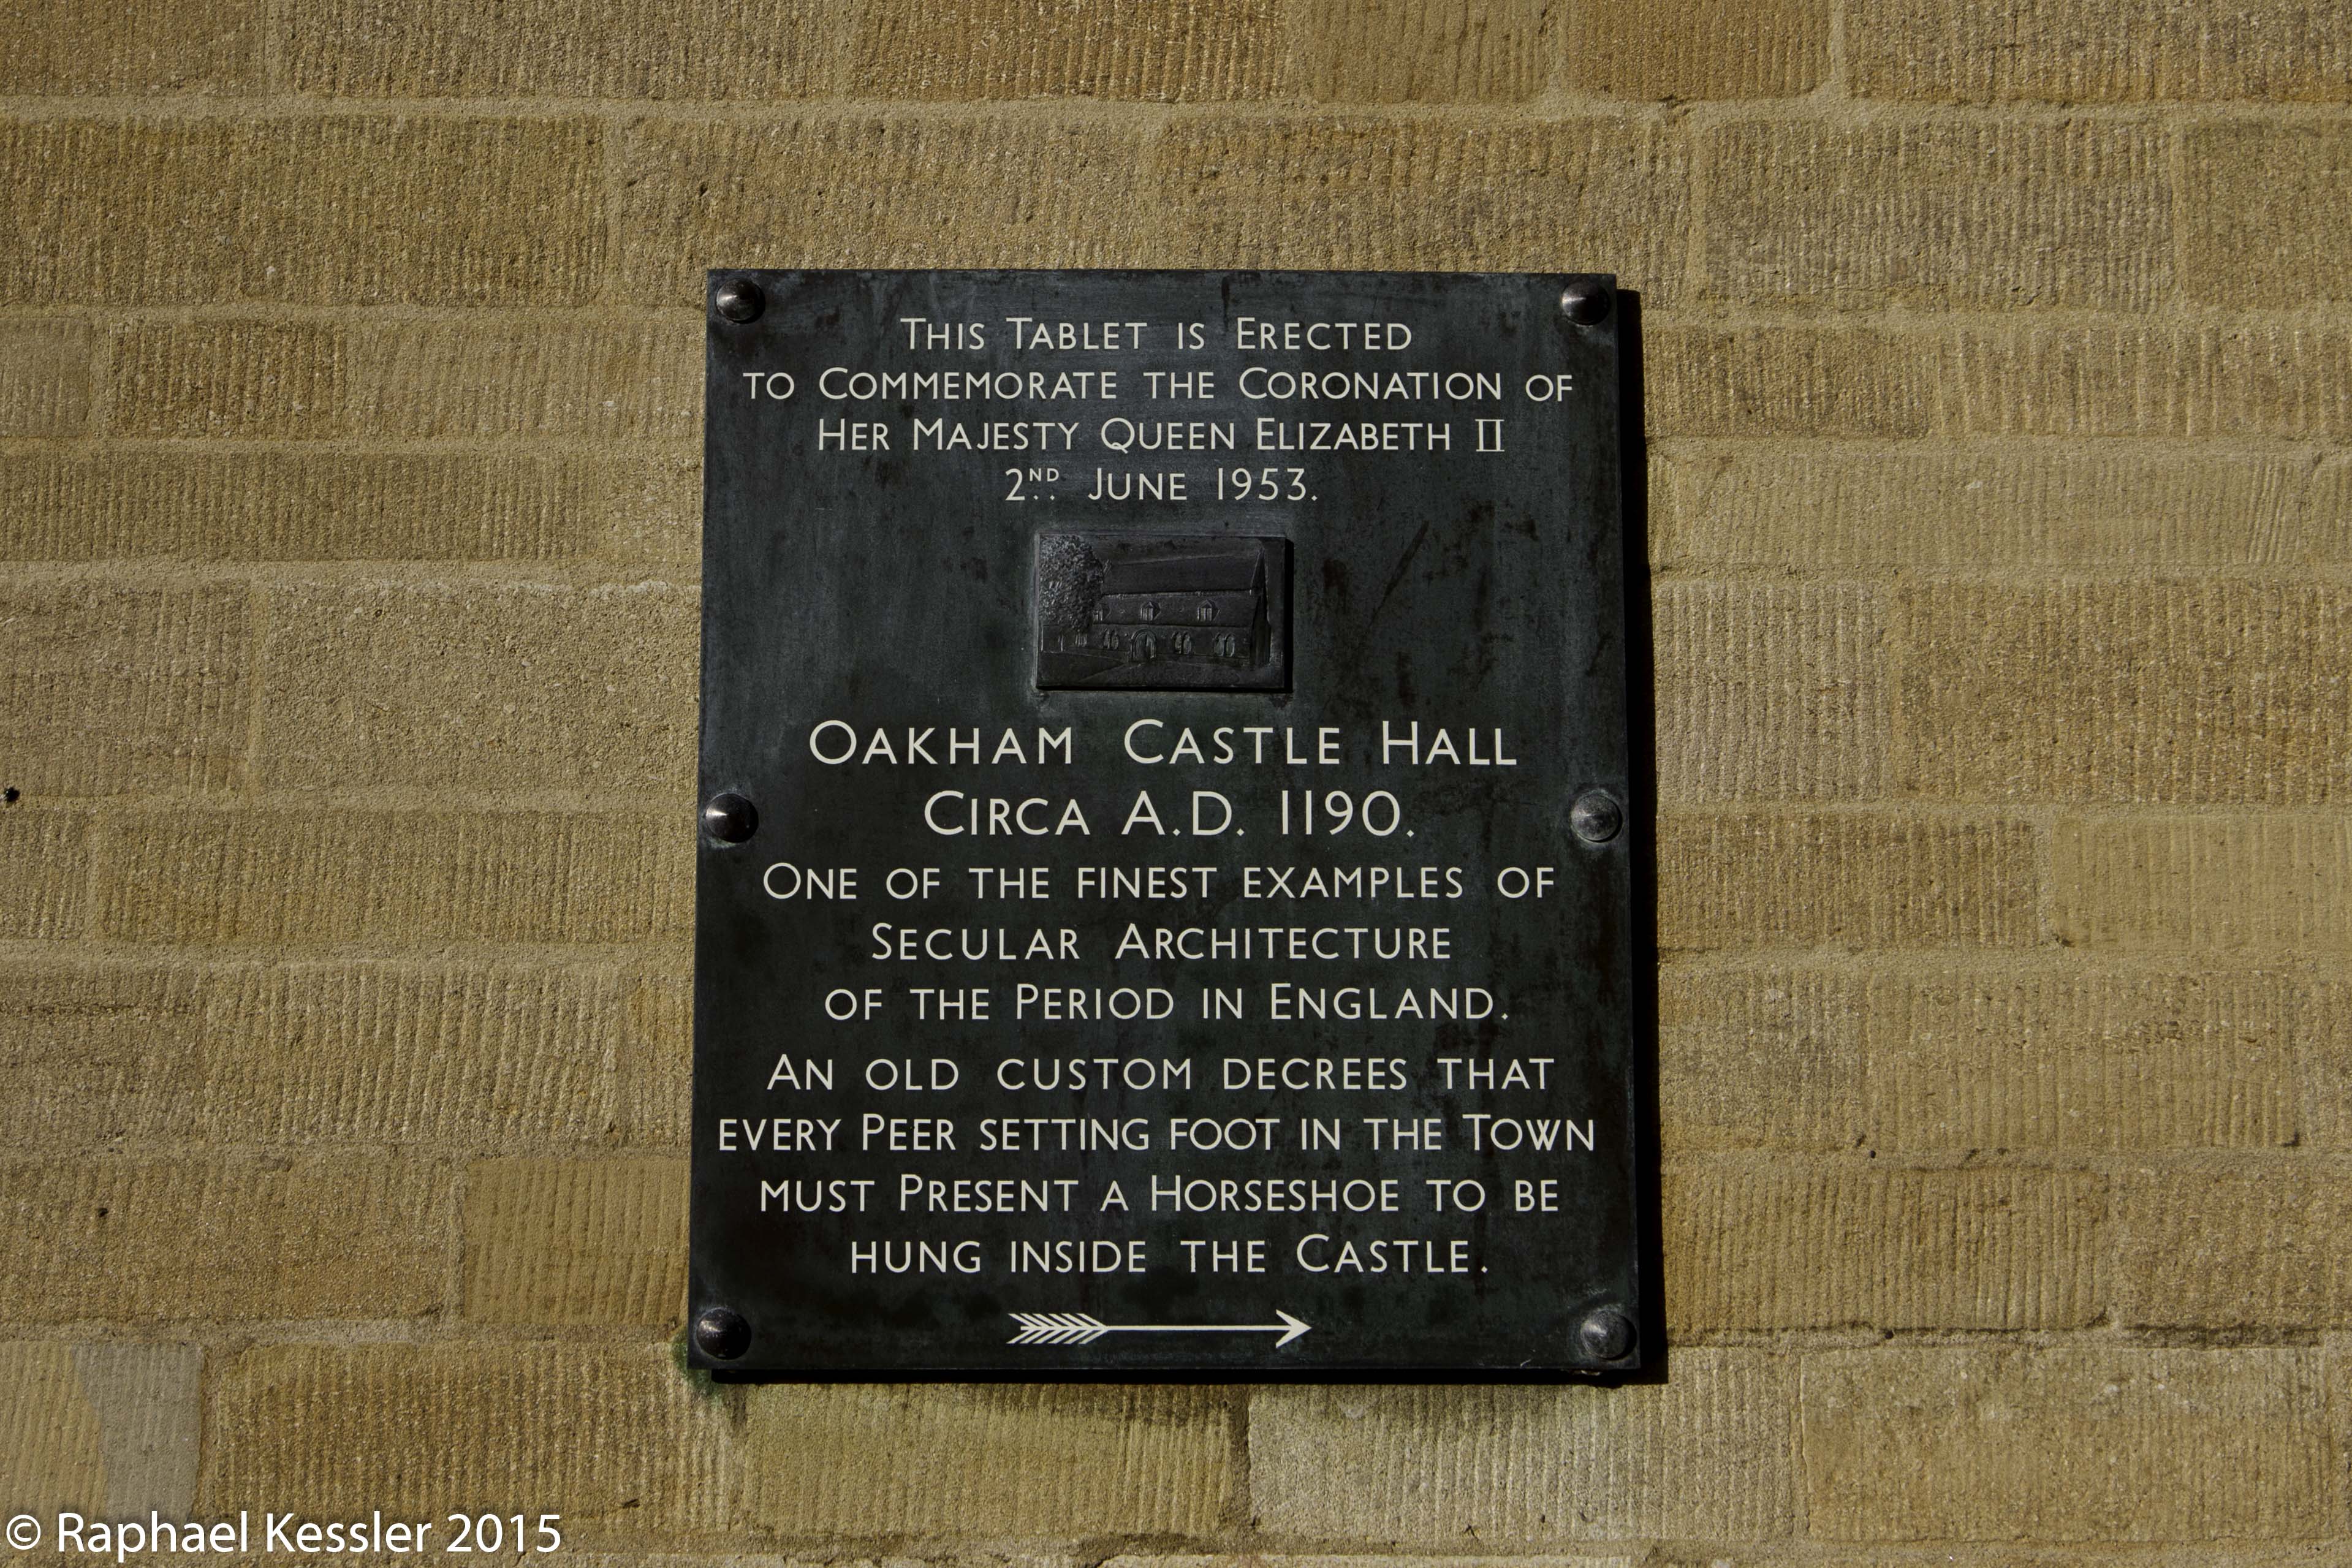 THIS TABLET IS ERECTED
TO COMMEMORATE THE CORONATION OF
HER MAJESTY QUEEN ELIZABETH II
2ND. JUNE 1953.
OAKHAM CASTLE HALL
CIRCA A.D. 1190.
ONE OF THE FINEST EXAMPLES OF
SECULAR ARCHITECTURE
OF THE PERIOD IN ENGLAND.
AN OLD CUSTOM DECREES THAT
EVERY PEER SETTING FOOT IN THE TOWN
MUST PRESENT A HORSESHOE TO BE
HUNG INSIDE THE CASTLE.
© Raphael Kessler 2015